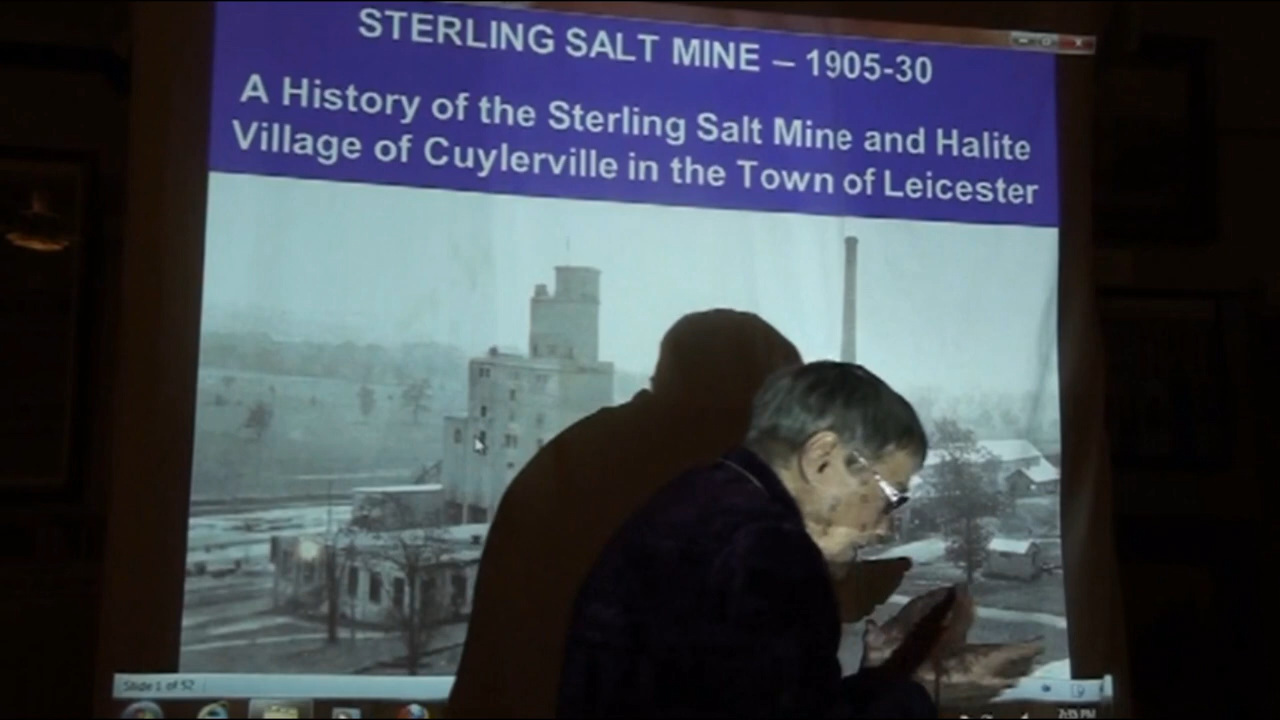 STERLING SALT MINE – 1905-30
A History of the Sterling Salt Mine and Halite
Village of Cuylerville in the Town of Leicester
Slide 1 of 52